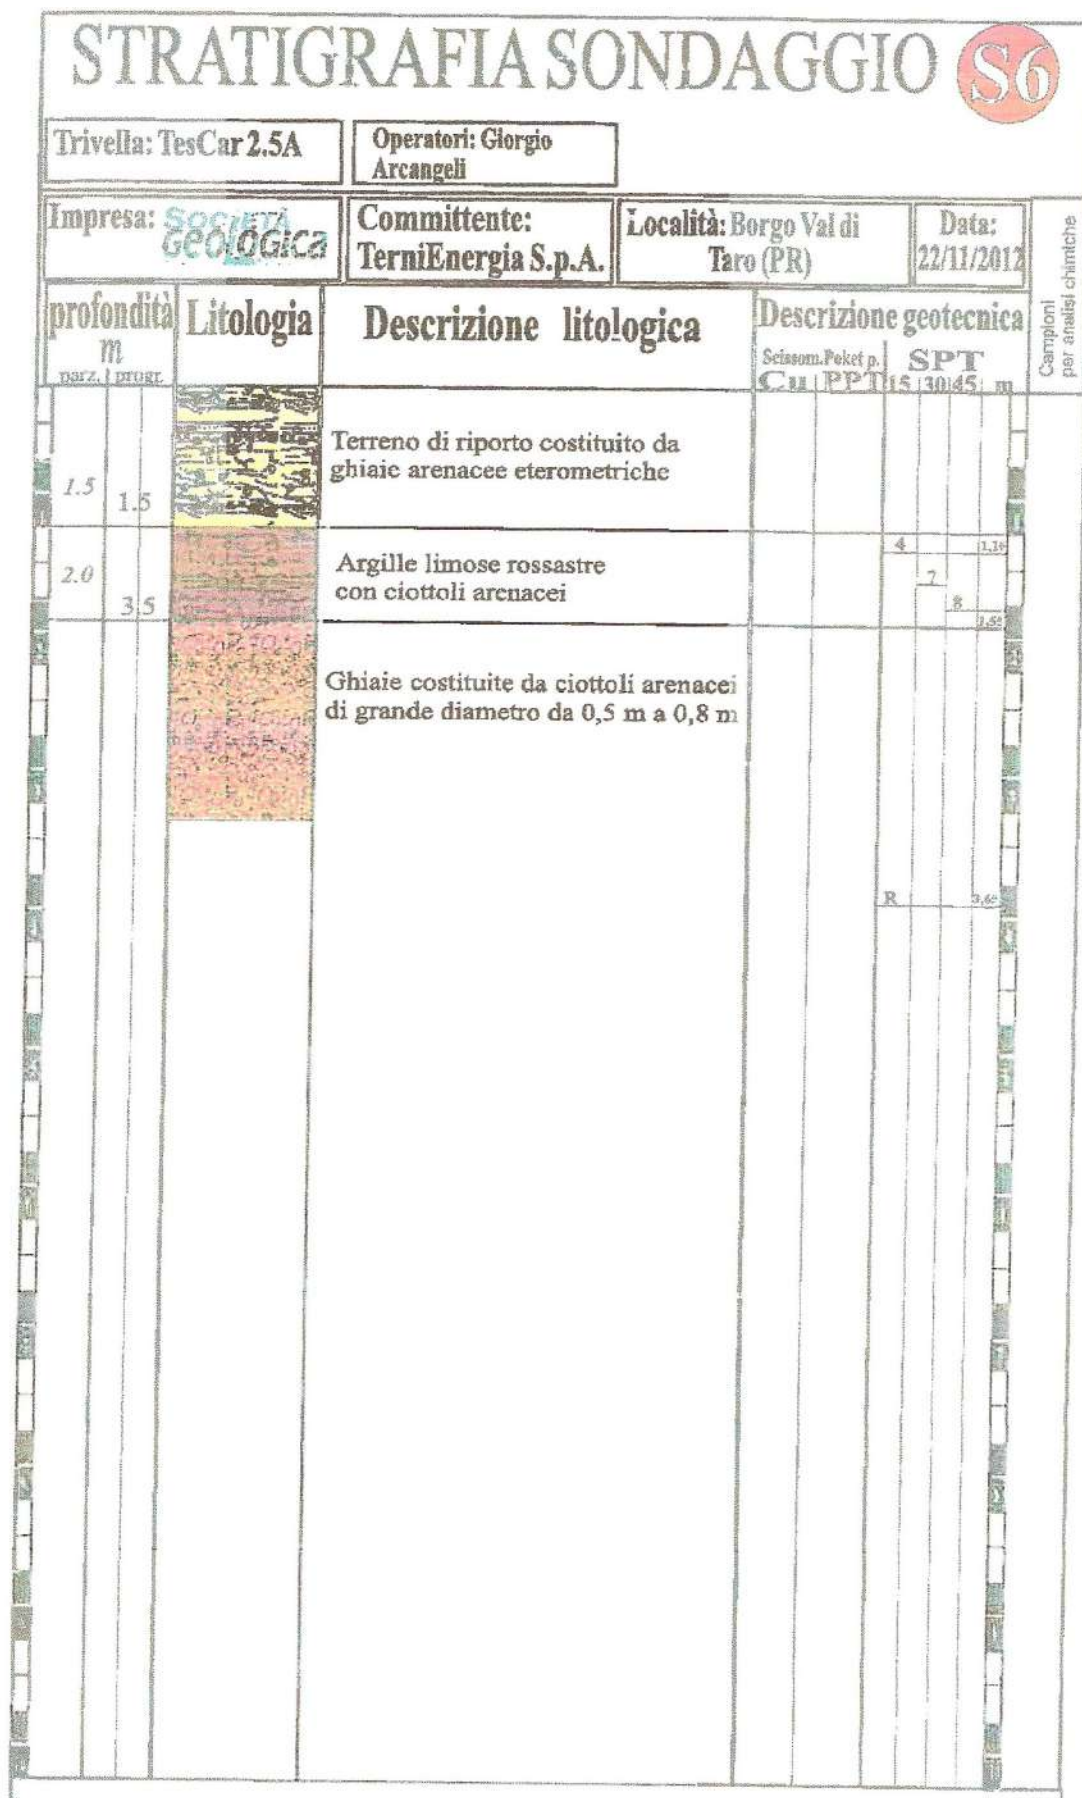 STRATIGRAFIA SONDAGGIO S6
Trivella: TesCar 2.5A
Operatori: Giorgio
Arcangeli
Impresa: SOCIETÀ
GEOLOGICA
Committente:
TerniEnergia S.p.A.
Località: Borgo Val di
Taro (PR)
Data:
22/11/2012
Campioni
per analisi chimiche
profondità
m
parz. progr.
Litologia
Descrizione litologica
Descrizione geotecnica
Scissom. Poket p. SPT
Cu PPT 15 30 45 m
Terreno di riporto costituito da
ghiaie arenacee eterometriche
1.5 1.5
4
7
8
Argille limose rossastre
con ciottoli arenacei
2.0
3.5
Ghiaie costituite da ciottoli arenacei
di grande diametro da 0,5 m a 0,8 m
R